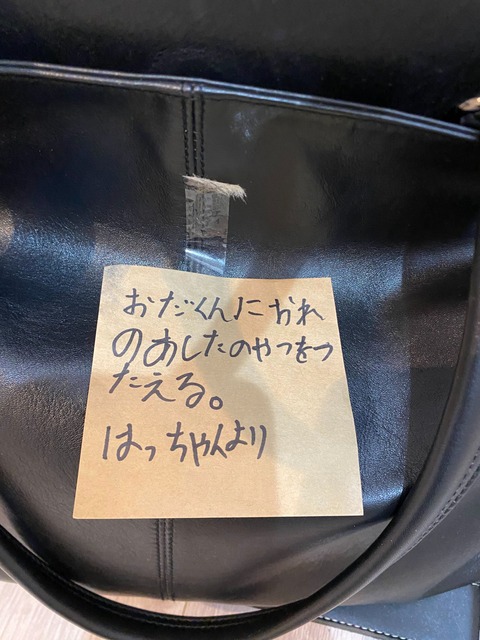 おだくんにかれ
のあしたのやつをつ
たえる。
はっちゃんより